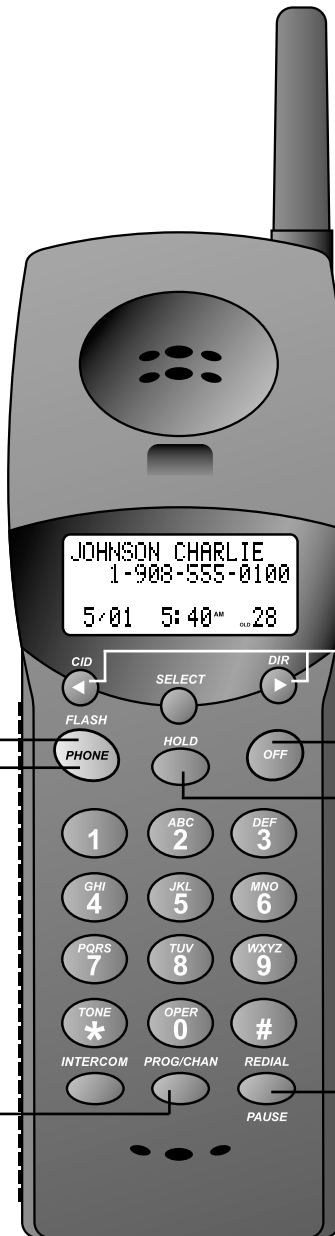 JOHNSON CHARLIE
1-908-555-0100
5/01 5:40 AM OLD 28
CID DIR
SELECT
FLASH
PHONE HOLD OFF
1 ABC 2 DEF 3
GHI 4 JKL 5 MNO 6
PQRS 7 TUV 8 WXYZ 9
TONE * OPER 0 #
INTERCOM PROG/CHAN REDIAL
PAUSE